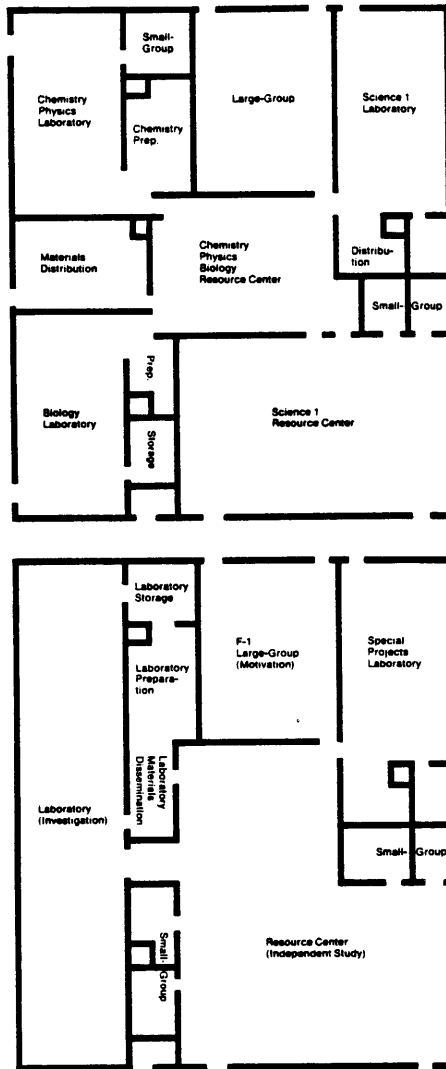 Small-
Group
Chemistry
Physics
Laboratory
Chemistry
Prep.
Large-Group
Science 1
Laboratory
Materials
Distribution
Chemistry
Physics
Biology
Resource Center
Distribu-
tion
Small-Group
Prep.
Biology
Laboratory
Storage
Science 1
Resource Center
Laboratory
Storage
Laboratory
Prepara-
tion
F-1
Large-Group
(Motivation)
Special
Projects
Laboratory
Laboratory
Materials
Dissemination
Laboratory
(Investigation)
Small-Group
Small-
Group
Resource Center
(Independent Study)